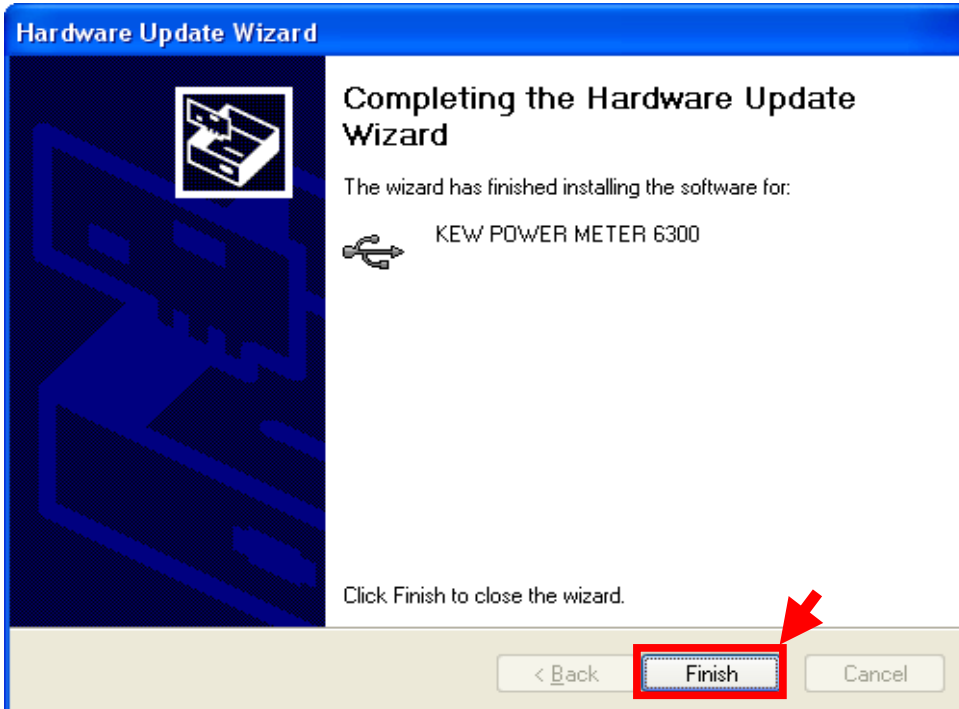 Hardware Update Wizard
Completing the Hardware Update
Wizard
The wizard has finished installing the software for:
KEW POWER METER 6300
Click Finish to close the wizard.
< Back
Finish
Cancel